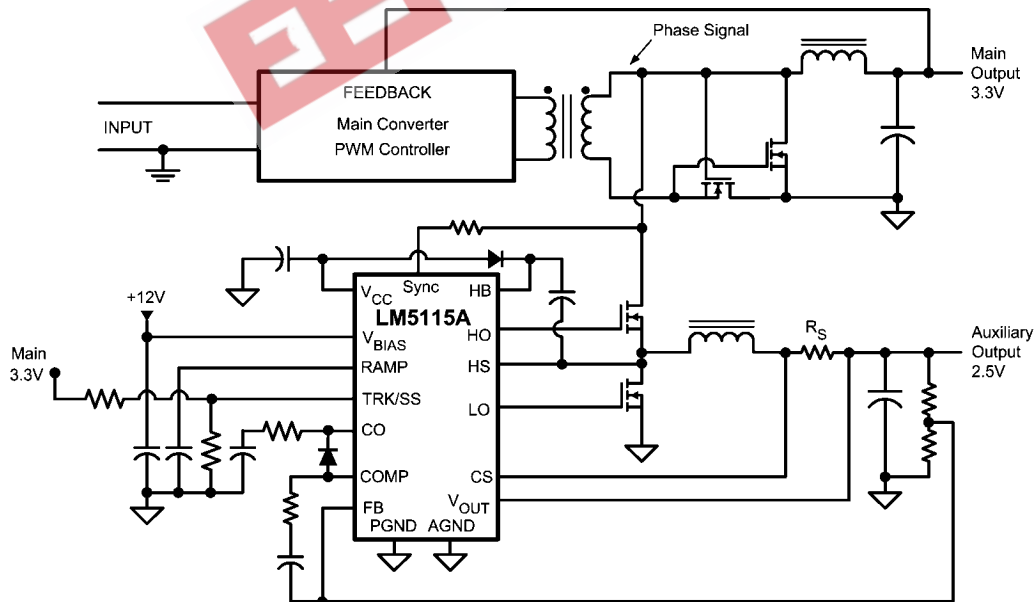 Phase Signal
FEEDBACK
Main Converter
PWM Controller
INPUT
Main
Output
3.3V
Sync
VCC
HB
LM5115A
+12V
VBIAS
HO
RS
Auxiliary
Output
2.5V
Main
3.3V
RAMP
HS
TRK/SS
LO
CO
COMP
CS
VOUT
FB
PGND
AGND